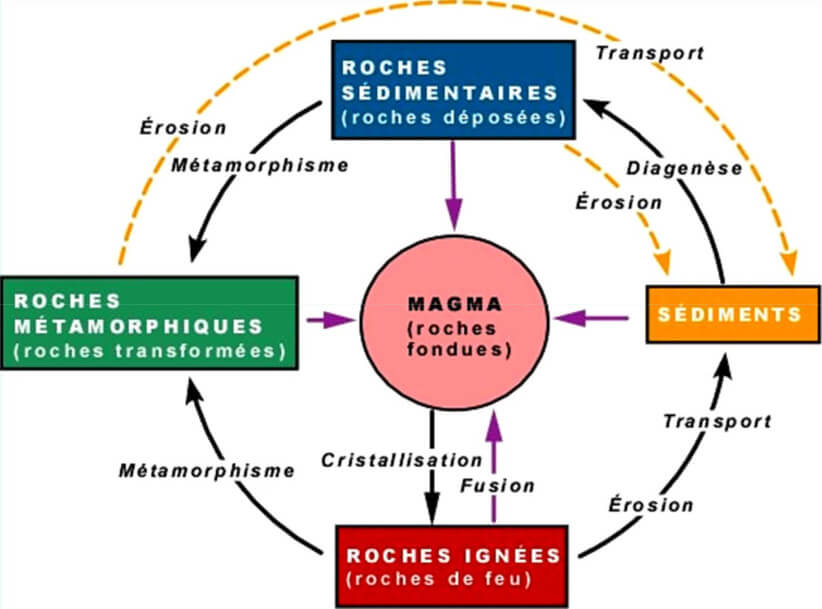 Transport
ROCHES
SÉDIMENTAIRES
(roches déposées)
Érosion
Métamorphisme
Diagenèse
Érosion
ROCHES
MÉTAMORPHIQUES
(roches transformées)
MAGMA
(roches
fondues)
SÉDIMENTS
Transport
Métamorphisme
Cristallisation
Fusion
Érosion
ROCHES IGNÉES
(roches de feu)